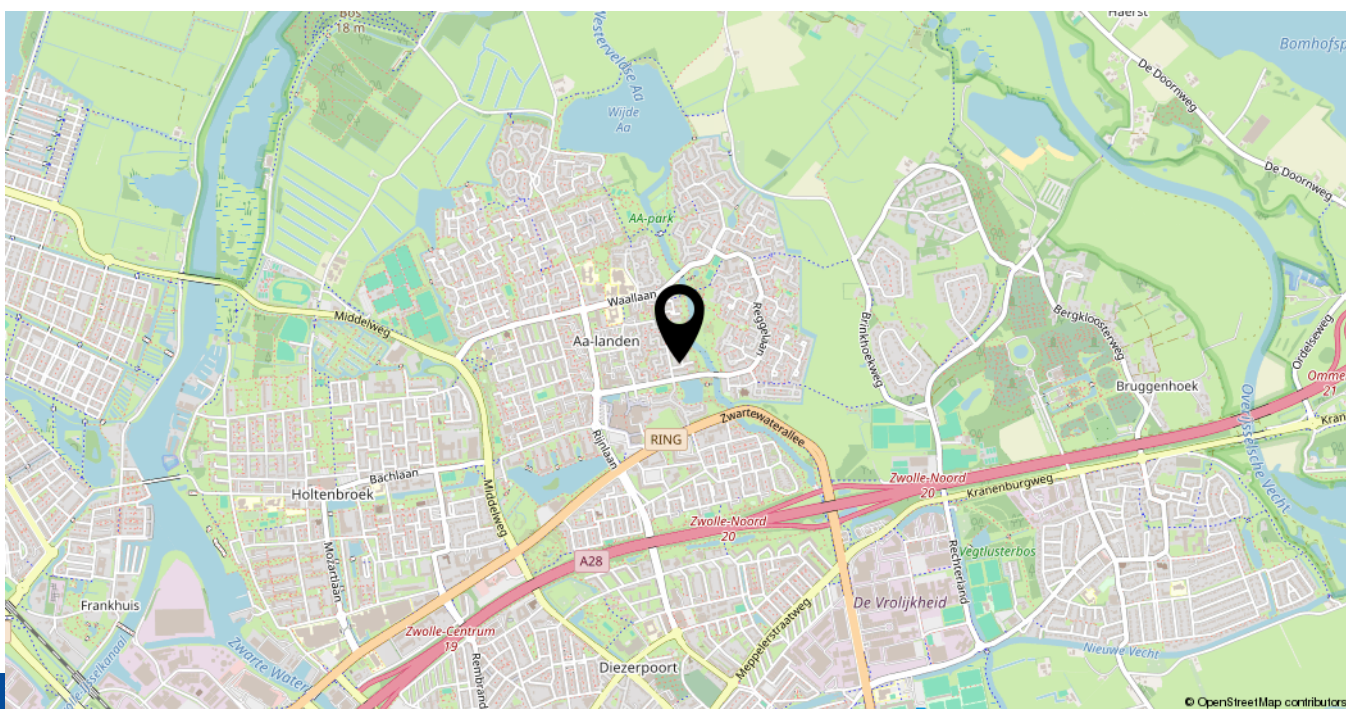 Bos
18 m
Haerst
Westerveldse Aa
Wijde
Aa
Bomhofsp
De Doornweg
De Doornweg
AA-park
Waallaan
Reggelaan
Middelweg
Aa-landen
Brinkhoekweg
Bergkloosterweg
Ordelseweg
Bruggenhoek
Omme
21
Overijsselsche Vecht
Zwartewaterallee
RING
Rijnlaan
Kran
Bachlaan
Holtenbroek
Middelweg
Zwolle-Noord
20
Kranenburgweg
Zwolle-Noord
20
A28
Mozartlaan
Rechterland
Vegtlusterbos
Frankhuis
De Vrolijkheid
Meppelerstraatweg
Zwolle-Centrum
19
Zwarte Water
Nieuwe Vecht
Rembrand
Diezerpoort
sselkanaal
© OpenStreetMap contributors